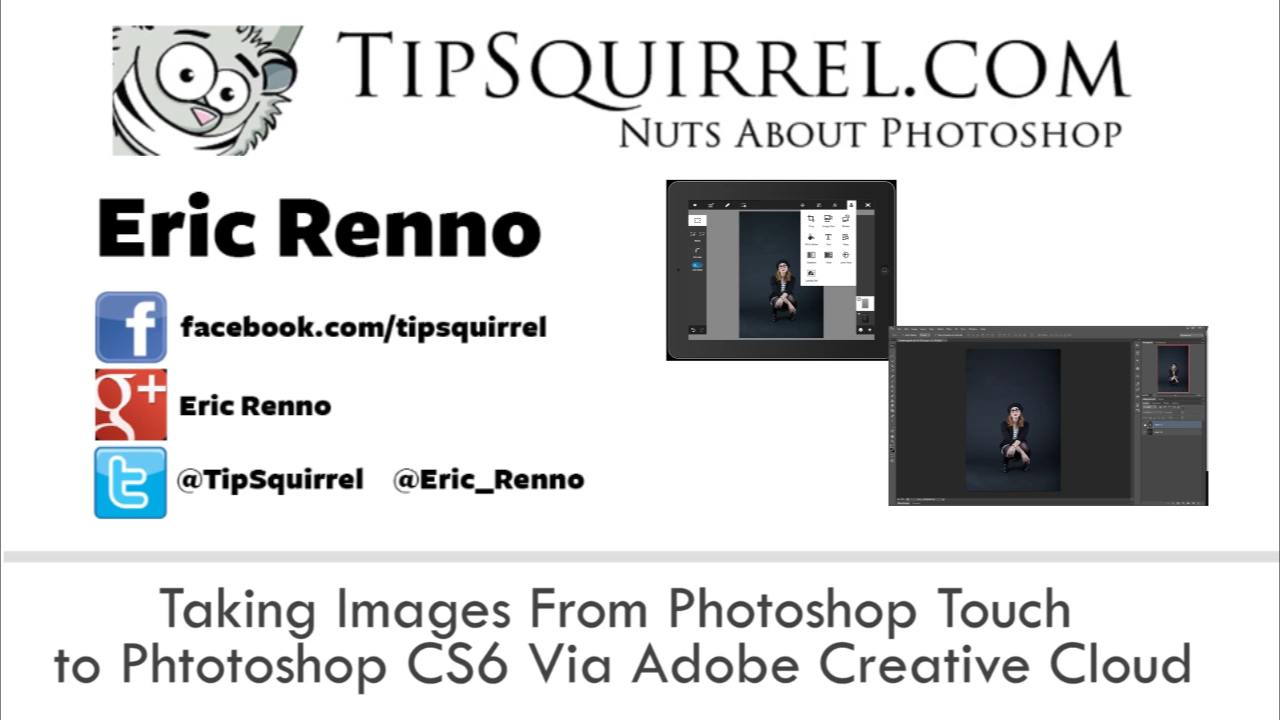 TipSquirrel.com
Nuts About Photoshop
Eric Renno
facebook.com/tipsquirrel
Eric Renno
@TipSquirrel @Eric_Renno
Taking Images From Photoshop Touch
to Phtotoshop CS6 Via Adobe Creative Cloud